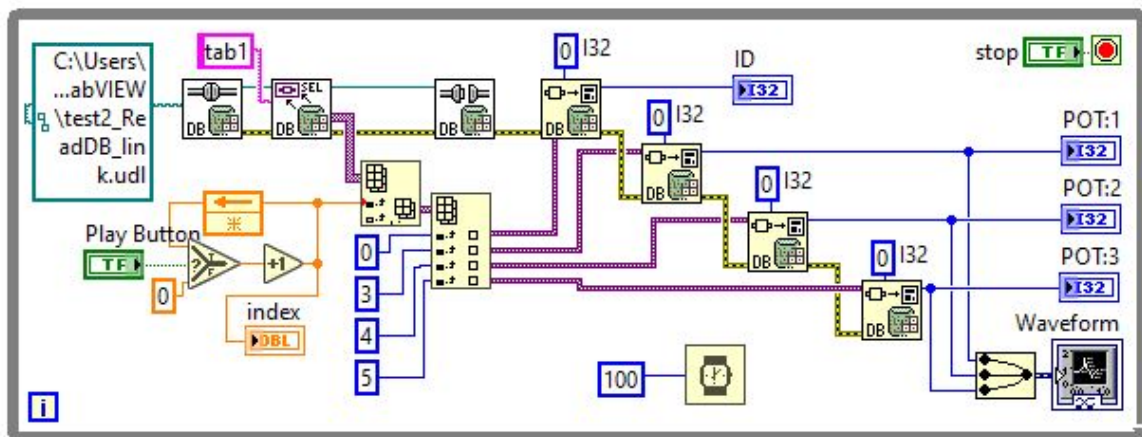 C:\Users\
...abVIEW
\test2_Re
adDB_lin
k.udl
tab1
SEL
DB
DB
DB
DB
0
I32
ID
I32
stop
TF
0
I32
DB
POT:1
I32
0
I32
DB
POT:2
I32
0
I32
DB
POT:3
I32
Play Button
TF
?
T
F
0
+1
index
DBL
0
3
4
5
100
Waveform
i